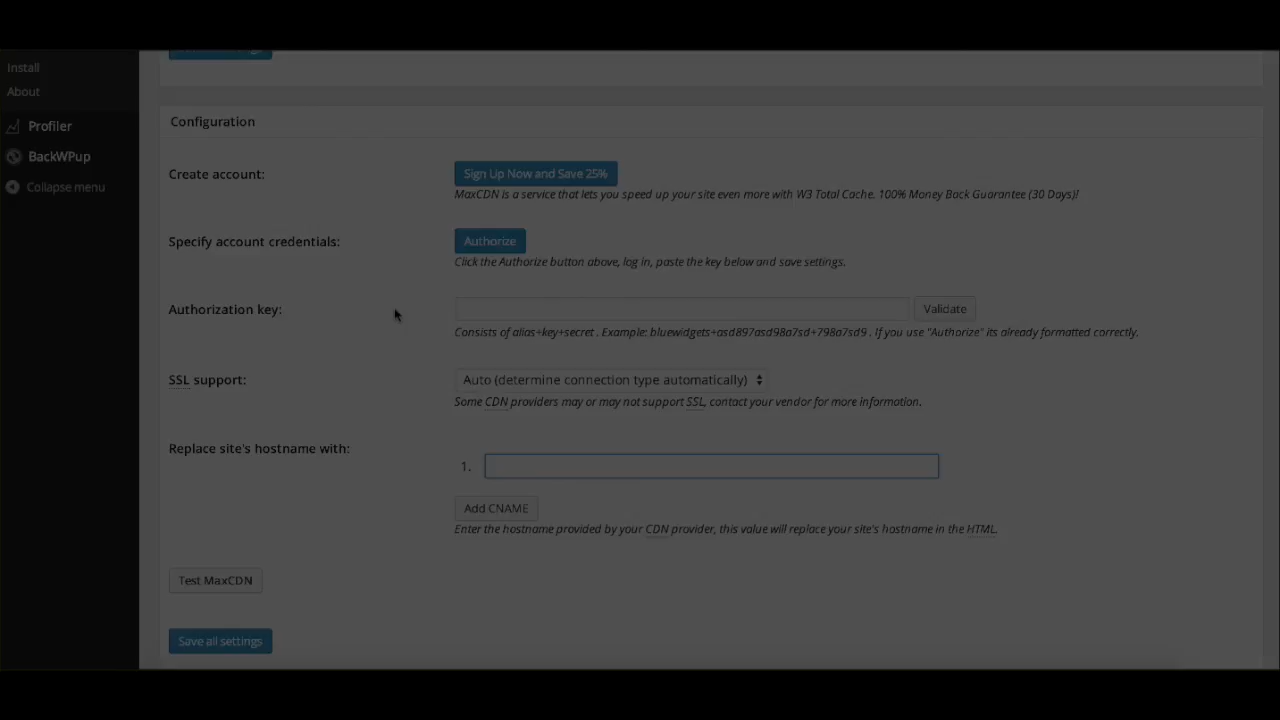 Install
About
Profiler
BackWPup
Collapse menu
Configuration
Create account:
Sign Up Now and Save 25%
MaxCDN is a service that lets you speed up your site even more with W3 Total Cache. 100% Money Back Guarantee (30 Days)!
Specify account credentials:
Authorize
Click the Authorize button above, log in, paste the key below and save settings.
Authorization key:
Validate
Consists of alias+key+secret . Example: bluewidgets+asd897asd98a7sd+798a7sd9 . If you use "Authorize" its already formatted correctly.
SSL support:
Auto (determine connection type automatically)
Some CDN providers may or may not support SSL, contact your vendor for more information.
Replace site's hostname with:
1.
Add CNAME
Enter the hostname provided by your CDN provider, this value will replace your site's hostname in the HTML.
Test MaxCDN
Save all settings